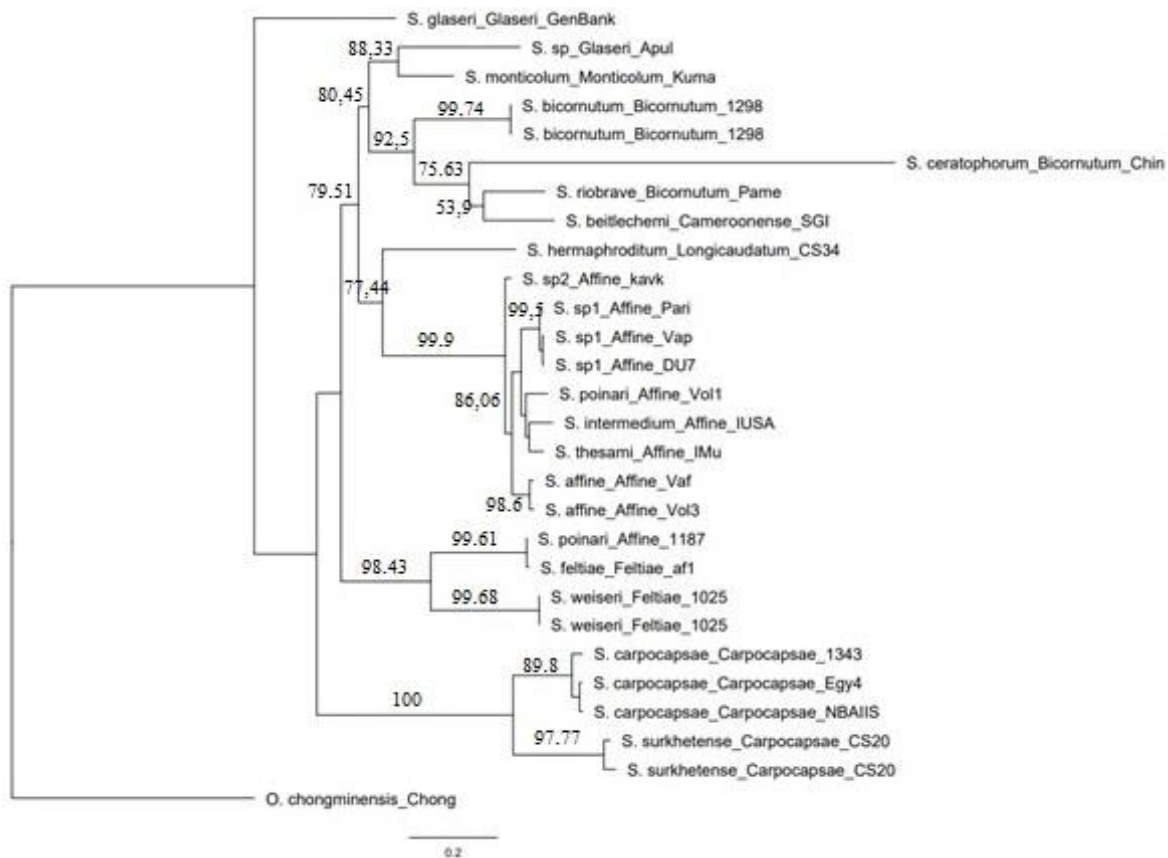 S. glaseri_Glaseri_GenBank
88,33
S. sp_Glaseri_Apul
S. monticolum_Monticolum_Kuma
80,45
99.74
S. bicornutum_Bicornutum_1298
S. bicornutum_Bicornutum_1298
92,5
75.63
S. ceratophorum_Bicornutum_Chin
79.51
S. riobrave_Bicornutum_Pame
53,9
S. beitlechemi_Cameroonense_SGI
S. hermaphroditum_Longicaudatum_CS34
77,44
S. sp2_Affine_kavk
99,5
S. sp1_Affine_Pari
99.9
S. sp1_Affine_Vap
S. sp1_Affine_DU7
86,06
S. poinari_Affine_Vol1
S. intermedium_Affine_IUSA
S. thesami_Affine_IMu
S. affine_Affine_Vaf
98.6
S. affine_Affine_Vol3
99.61
S. poinari_Affine_1187
98.43
S. feltiae_Feltiae_af1
99.68
S. weiseri_Feltiae_1025
S. weiseri_Feltiae_1025
89.8
S. carpocapsae_Carpocapsae_1343
S. carpocapsae_Carpocapsae_Egy4
100
S. carpocapsae_Carpocapsae_NBAIIS
97.77
S. surkhetense_Carpocapsae_CS20
S. surkhetense_Carpocapsae_CS20
O. chongminensis_Chong
0.2